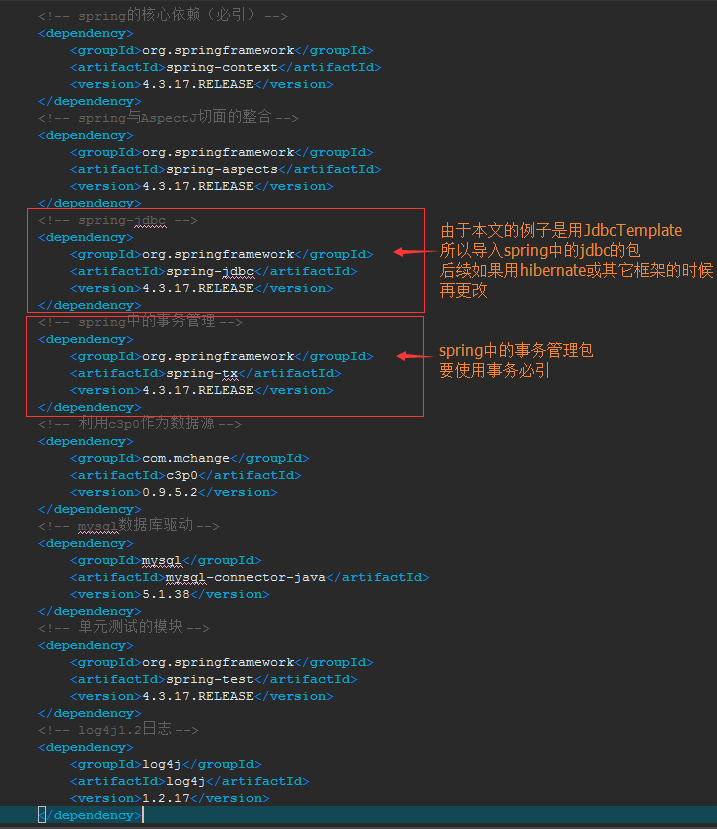 <!-- spring的核心依赖（必引） -->
<dependency>
<groupId>org.springframework</groupId>
<artifactId>spring-context</artifactId>
<version>4.3.17.RELEASE</version>
</dependency>
<!-- spring与AspectJ切面的整合 -->
<dependency>
<groupId>org.springframework</groupId>
<artifactId>spring-aspects</artifactId>
<version>4.3.17.RELEASE</version>
</dependency>
<!-- spring-jdbc -->
<dependency>
<groupId>org.springframework</groupId>
<artifactId>spring-jdbc</artifactId>
<version>4.3.17.RELEASE</version>
</dependency>
由于本文的例子是用JdbcTemplate
所以导入spring中的jdbc的包
后续如果用hibernate或其它框架的时候
再更改
<!-- spring中的事务管理 -->
<dependency>
<groupId>org.springframework</groupId>
<artifactId>spring-tx</artifactId>
<version>4.3.17.RELEASE</version>
</dependency>
spring中的事务管理包
要使用事务必引
<!-- 利用c3p0作为数据源 -->
<dependency>
<groupId>com.mchange</groupId>
<artifactId>c3p0</artifactId>
<version>0.9.5.2</version>
</dependency>
<!-- mysql数据库驱动 -->
<dependency>
<groupId>mysql</groupId>
<artifactId>mysql-connector-java</artifactId>
<version>5.1.38</version>
</dependency>
<!-- 单元测试的模块 -->
<dependency>
<groupId>org.springframework</groupId>
<artifactId>spring-test</artifactId>
<version>4.3.17.RELEASE</version>
</dependency>
<!-- log4j1.2日志 -->
<dependency>
<groupId>log4j</groupId>
<artifactId>log4j</artifactId>
<version>1.2.17</version>
</dependency>